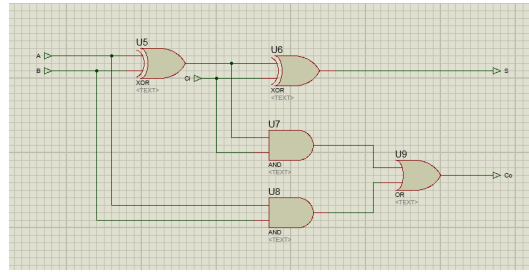 U5
U6
A
B
Ci
S
XOR
<TEXT>
XOR
<TEXT>
U7
AND
<TEXT>
U9
Co
OR
<TEXT>
U8
AND
<TEXT>